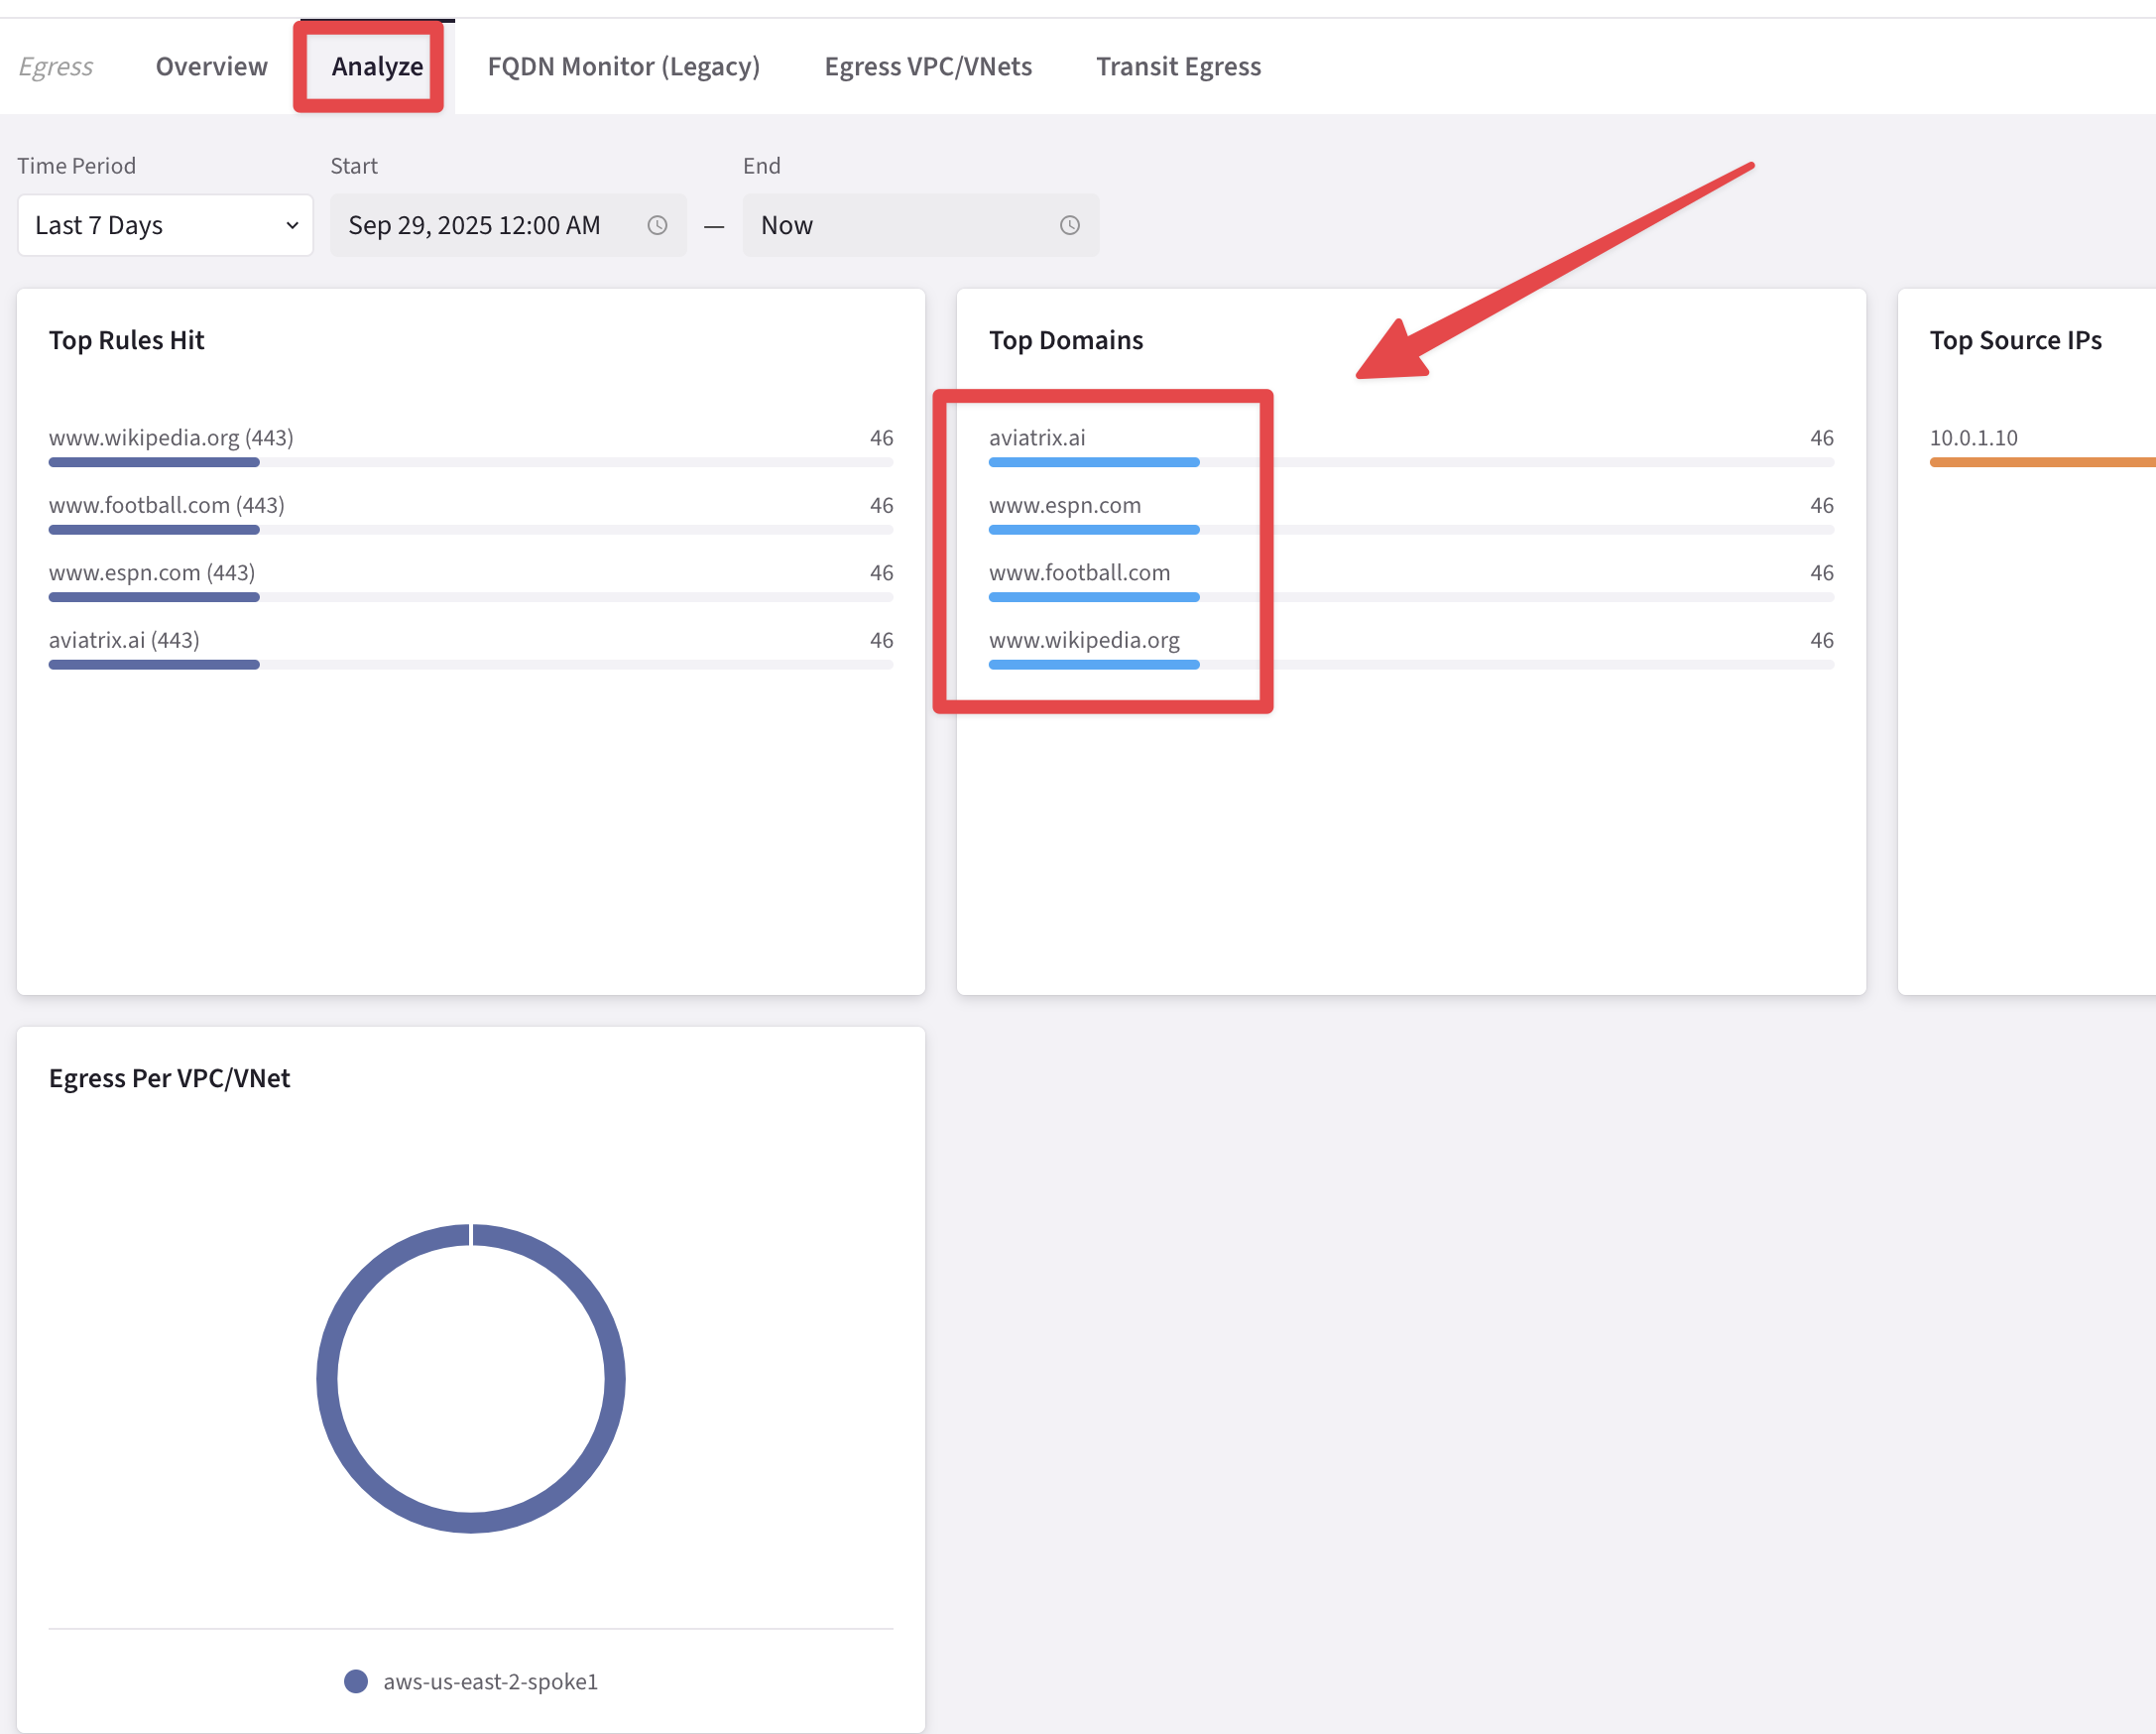 Egress Overview Analyze FQDN Monitor (Legacy) Egress VPC/VNets Transit Egress
Time Period Start End
Last 7 Days Sep 29, 2025 12:00 AM — Now
Top Rules Hit
www.wikipedia.org (443) 46
www.football.com (443) 46
www.espn.com (443) 46
aviatrix.ai (443) 46
Top Domains
aviatrix.ai 46
www.espn.com 46
www.football.com 46
www.wikipedia.org 46
Top Source IPs
10.0.1.10
Egress Per VPC/VNet
aws-us-east-2-spoke1